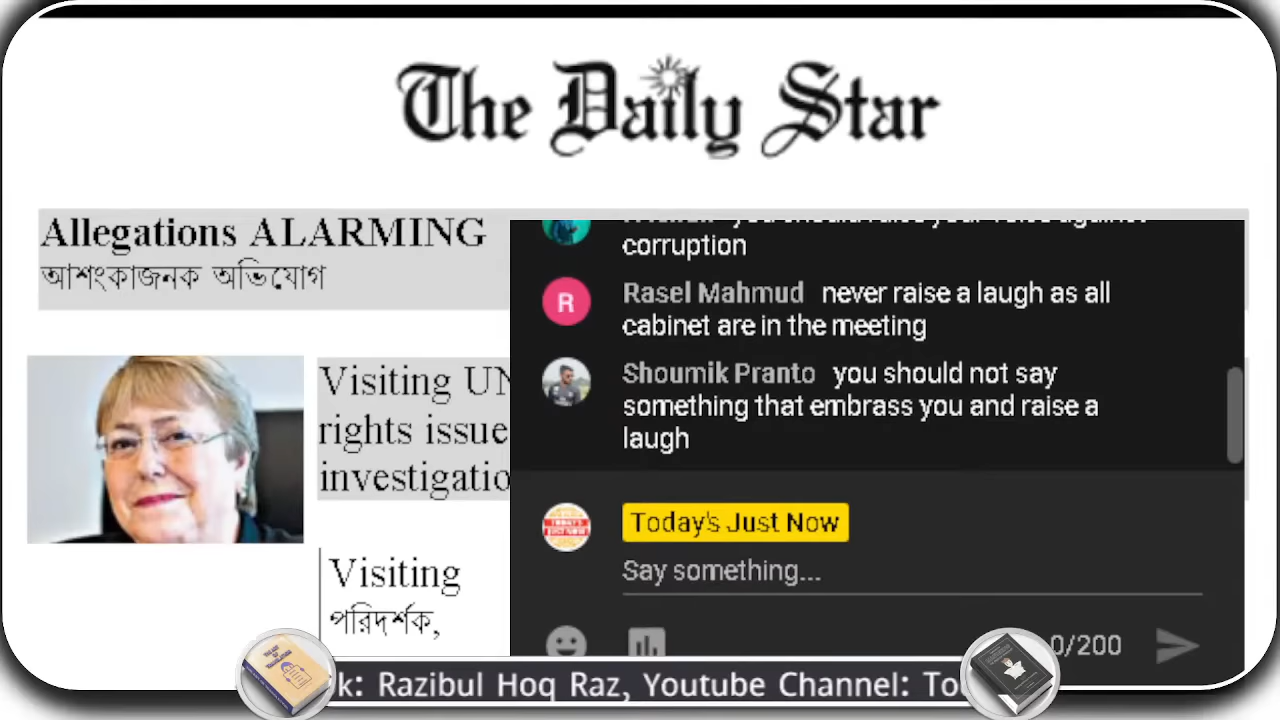 The Daily Star
Allegations ALARMING
আশংকাজনক অভিযোগ
Visiting UN
rights issue
investigatio
Visiting
পরিদর্শক,
corruption
Rasel Mahmud never raise a laugh as all
cabinet are in the meeting
Shoumik Pranto you should not say
something that embrass you and raise a
laugh
R
Today's Just Now
Say something...
0/200
k: Razibul Hoq Raz, Youtube Channel: To